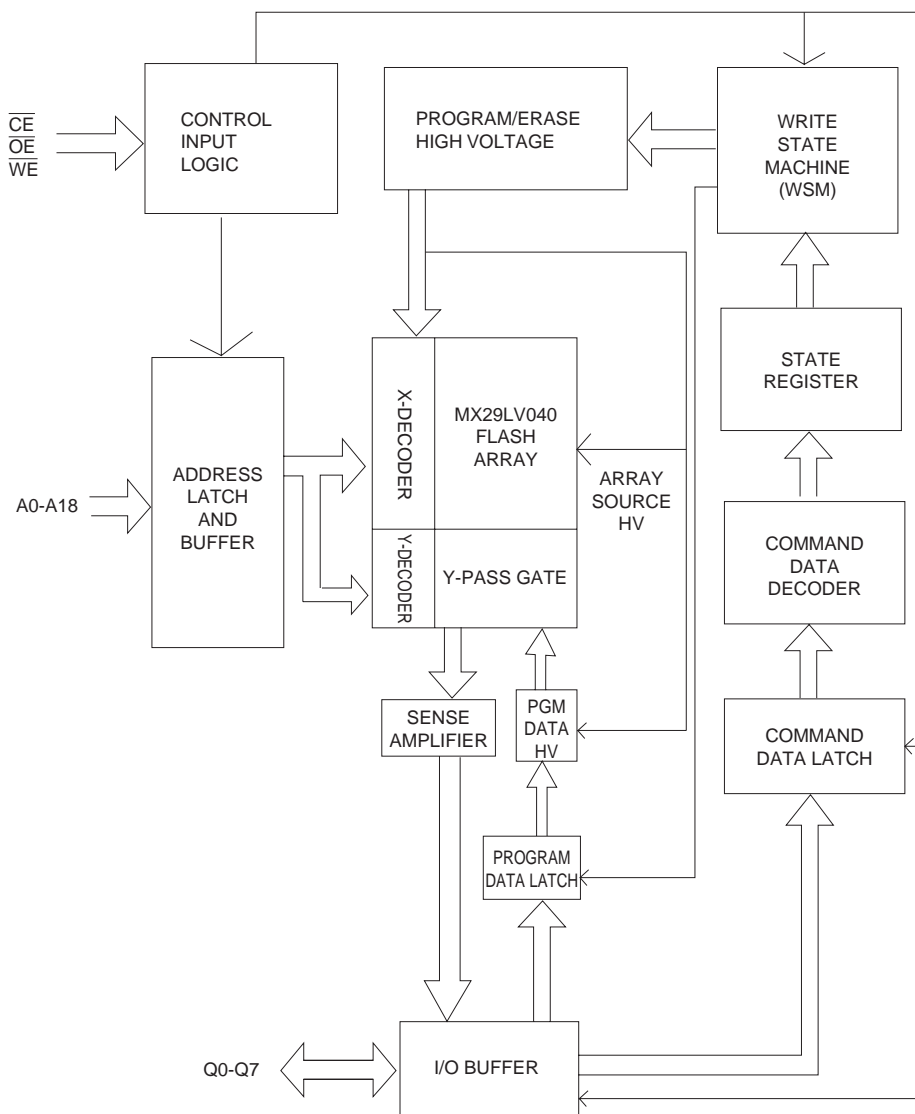 CE
OE
WE
CONTROL
INPUT
LOGIC
PROGRAM/ERASE
HIGH VOLTAGE
WRITE
STATE
MACHINE
(WSM)
STATE
REGISTER
A0-A18
ADDRESS
LATCH
AND
BUFFER
X-DECODER
MX29LV040
FLASH
ARRAY
ARRAY
SOURCE
HV
Y-DECODER
Y-PASS GATE
COMMAND
DATA
DECODER
SENSE
AMPLIFIER
PGM
DATA
HV
COMMAND
DATA LATCH
PROGRAM
DATA LATCH
Q0-Q7
I/O BUFFER